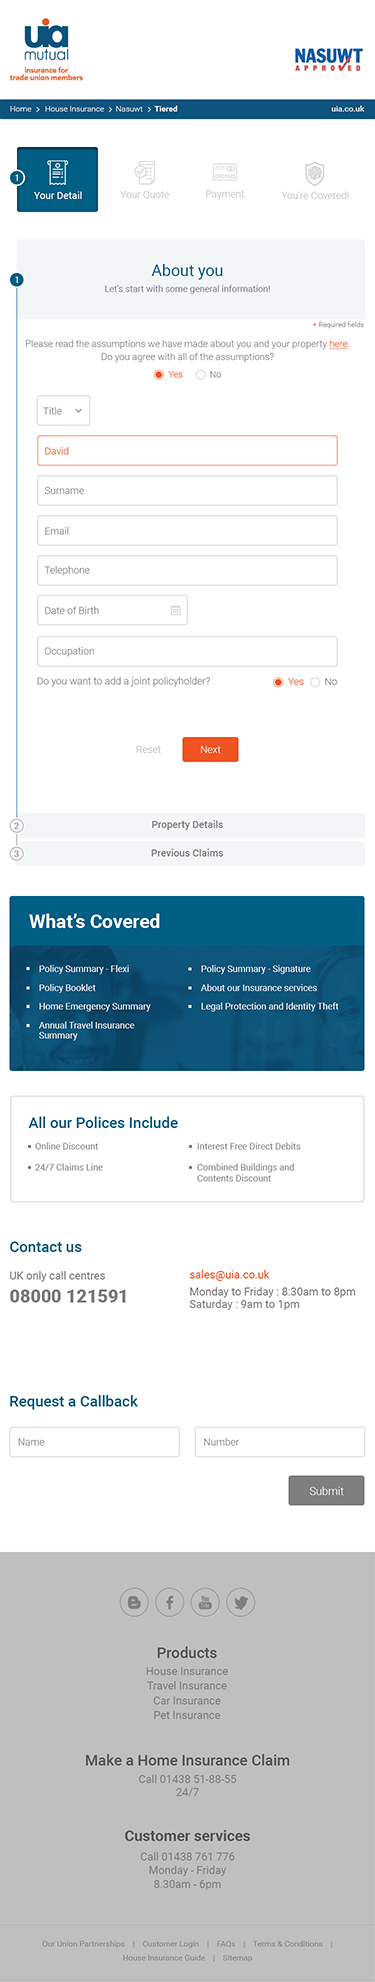 uia
mutual
insurance for
trade union members
NASUWT
APPROVED
Home > House Insurance > Nasuwt > Tiered
uia.co.uk
1
Your Detail
Your Quote
Payment
You're Covered!
1
About you
Let's start with some general information!
* Required fields
Please read the assumptions we have made about you and your property here.
Do you agree with all of the assumptions?
Yes No
Title
David
Surname
Email
Telephone
Date of Birth
Occupation
Do you want to add a joint policyholder? Yes No
Reset Next
2 Property Details
3 Previous Claims
What's Covered
Policy Summary - Flexi
Policy Booklet
Home Emergency Summary
Annual Travel Insurance
Summary
Policy Summary - Signature
About our Insurance services
Legal Protection and Identity Theft
All our Polices Include
Online Discount
24/7 Claims Line
Interest Free Direct Debits
Combined Buildings and
Contents Discount
Contact us
UK only call centres
08000 121591
sales@uia.co.uk
Monday to Friday : 8:30am to 8pm
Saturday : 9am to 1pm
Request a Callback
Name
Number
Submit
You
Tube
Products
House Insurance
Travel Insurance
Car Insurance
Pet Insurance
Make a Home Insurance Claim
Call 01438 51-88-55
24/7
Customer services
Call 01438 761 776
Monday - Friday
8.30am - 6pm
Our Union Partnerships | Customer Login | FAQs | Terms & Conditions |
House Insurance Guide | Sitemap